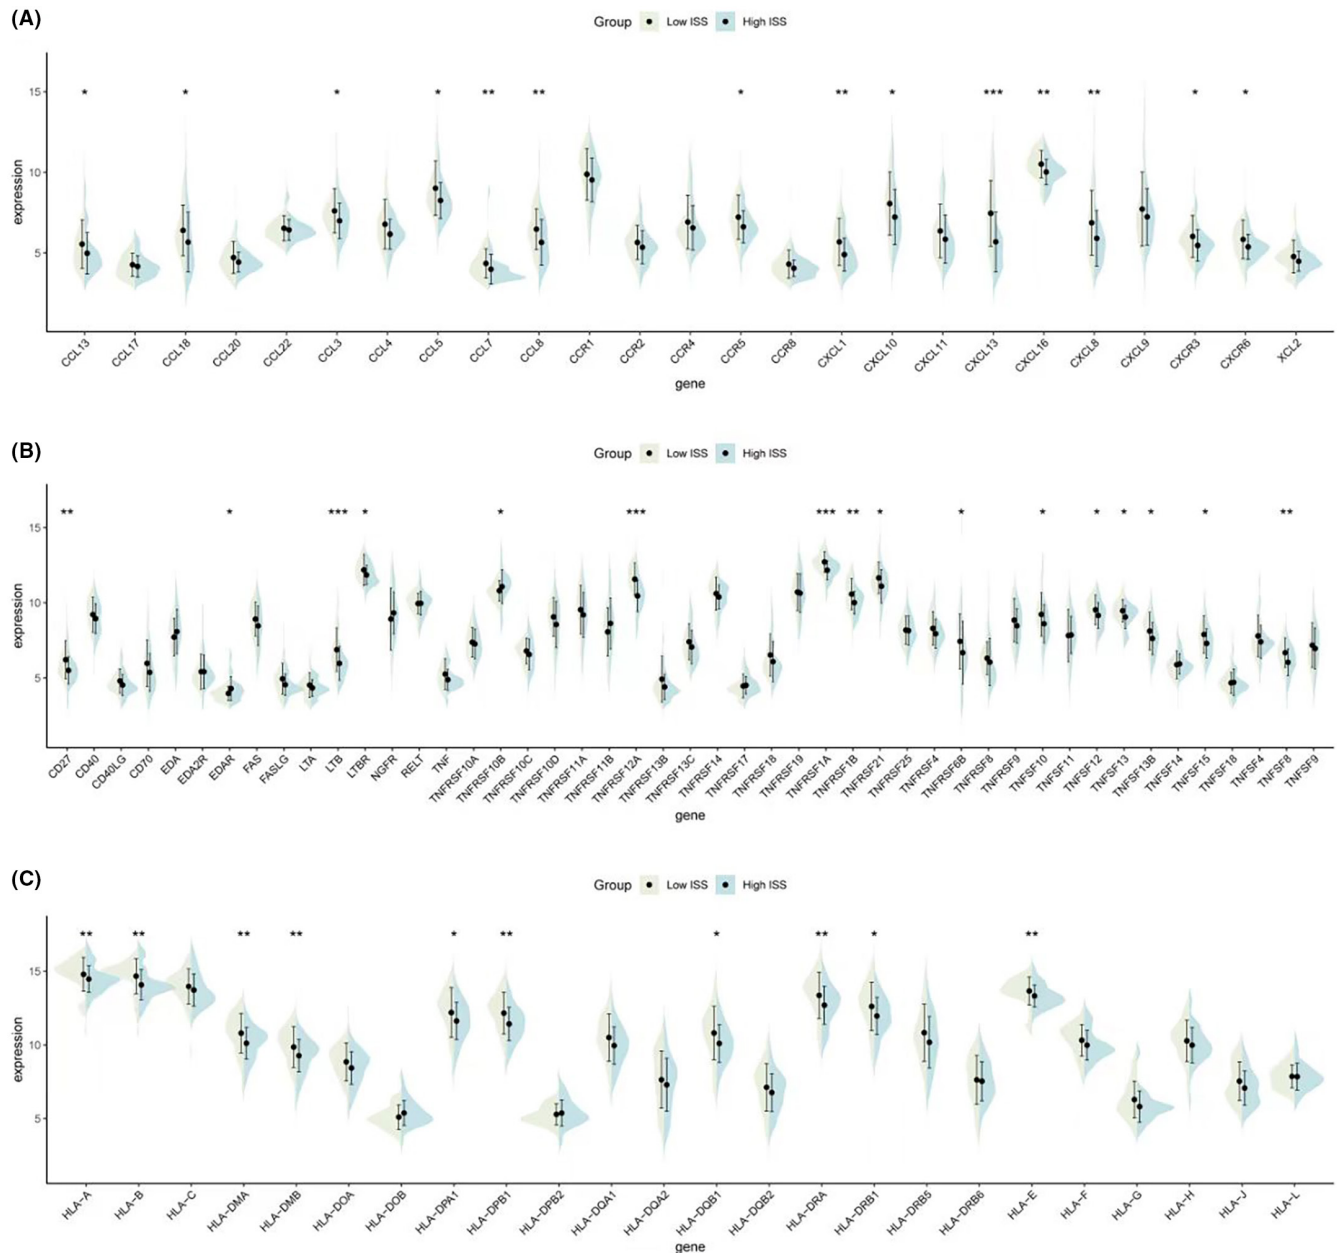 (A)
Group Low ISS High ISS
* * * * ** ** * ** * *** ** ** * *
15
10
5
expression
CCL13 CCL17 CCL18 CCL20 CCL22 CCL3 CCL4 CCL5 CCL7 CCL8 CCR1 CCR2 CCR4 CCR5 CCR8 CXCL1 CXCL10 CXCL11 CXCL13 CXCL16 CXCL8 CXCL9 CXCR3 CXCR6 XCL2
gene
(B)
Group Low ISS High ISS
** * *** * * *** *** ** * * * * * * * **
15
10
5
expression
CD27 CD40 CD40LG CD70 EDA EDA2R EDAR FAS FASLG LTA LTB LTBR NGFR RELT TNF TNFRSF10A TNFRSF10B TNFRSF10C TNFRSF10D TNFRSF11A TNFRSF11B TNFRSF12A TNFRSF13B TNFRSF13C TNFRSF14 TNFRSF17 TNFRSF18 TNFRSF19 TNFRSF1A TNFRSF1B TNFRSF21 TNFRSF25 TNFRSF4 TNFRSF6B TNFRSF8 TNFRSF9 TNFSF10 TNFSF11 TNFSF12 TNFSF13 TNFSF13B TNFSF14 TNFSF15 TNFSF18 TNFSF4 TNFSF8 TNFSF9
gene
(C)
Group Low ISS High ISS
** ** ** ** * ** * ** * **
15
10
5
expression
HLA-A HLA-B HLA-C HLA-DMA HLA-DMB HLA-DOA HLA-DOB HLA-DPA1 HLA-DPB1 HLA-DPB2 HLA-DQA1 HLA-DQA2 HLA-DQB1 HLA-DQB2 HLA-DRA HLA-DRB1 HLA-DRB5 HLA-DRB6 HLA-E HLA-F HLA-G HLA-H HLA-J HLA-L
gene